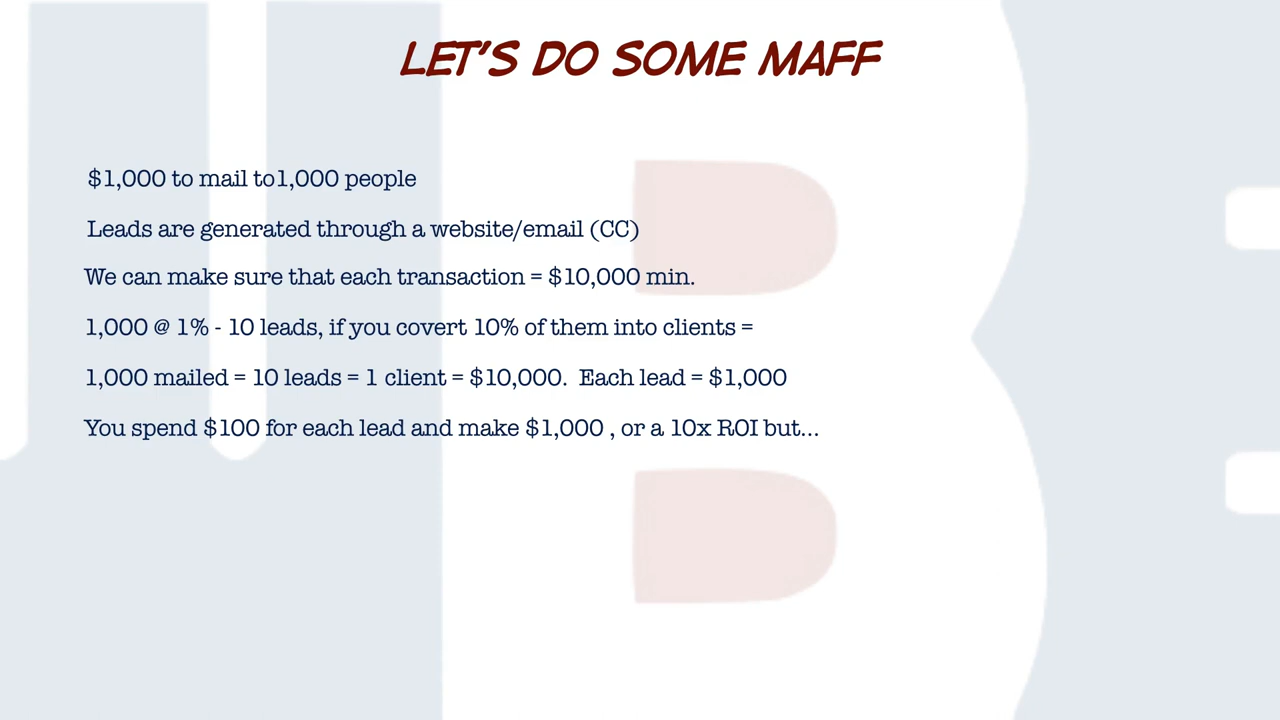 LET'S DO SOME MAFF
$1,000 to mail to1,000 people
Leads are generated through a website/email (CC)
We can make sure that each transaction = $10,000 min.
1,000 @ 1% - 10 leads, if you covert 10% of them into clients =
1,000 mailed = 10 leads = 1 client = $10,000.  Each lead = $1,000
You spend $100 for each lead and make $1,000 , or a 10x ROI but...